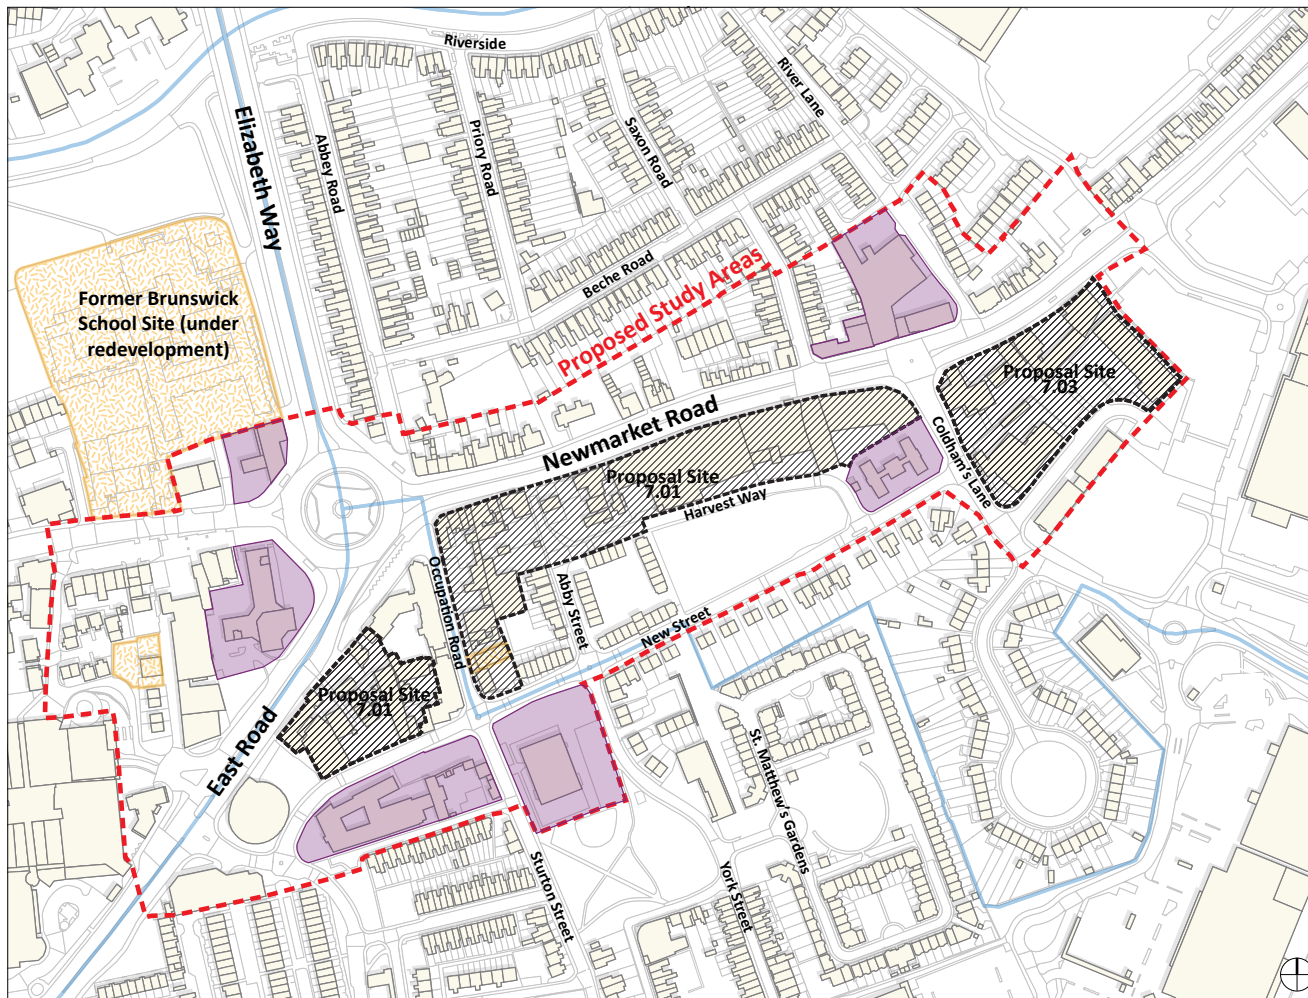 Riverside
River Lane
Elizabeth Way
Abbey Road
Priory Road
Saxon Road
Beche Road
Proposed Study Areas
Former Brunswick
School Site (under
redevelopment)
Proposal Site
7.03
Newmarket Road
Coldham's Lane
Proposal Site
7.01
Harvest Way
Occupation Road
Abby Street
New Street
Proposal Site
7.01
East Road
St. Matthew's Gardens
Sturton Street
York Street